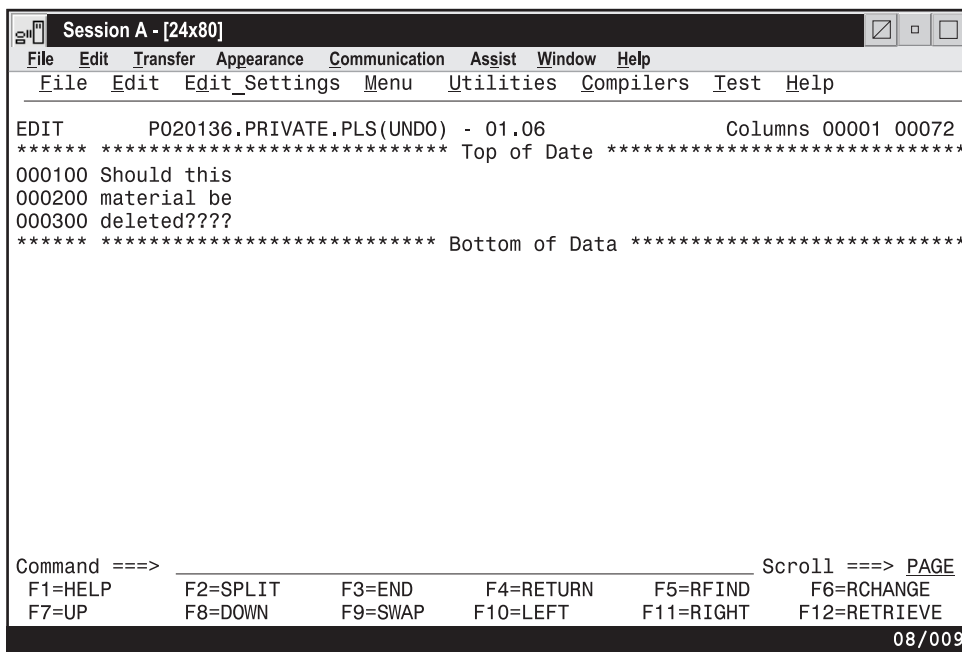 Session A - [24x80]
File Edit Transfer Appearance Communication Assist Window Help
File Edit Edit_Settings Menu Utilities Compilers Test Help
EDIT P020136.PRIVATE.PLS(UNDO) - 01.06 Columns 00001 00072
****** ***************************** Top of Date ******************************
000100 Should this
000200 material be
000300 deleted????
****** **************************** Bottom of Data ****************************
Command ===> Scroll ===> PAGE
F1=HELP F2=SPLIT F3=END F4=RETURN F5=RFIND F6=RCHANGE
F7=UP F8=DOWN F9=SWAP F10=LEFT F11=RIGHT F12=RETRIEVE
08/009